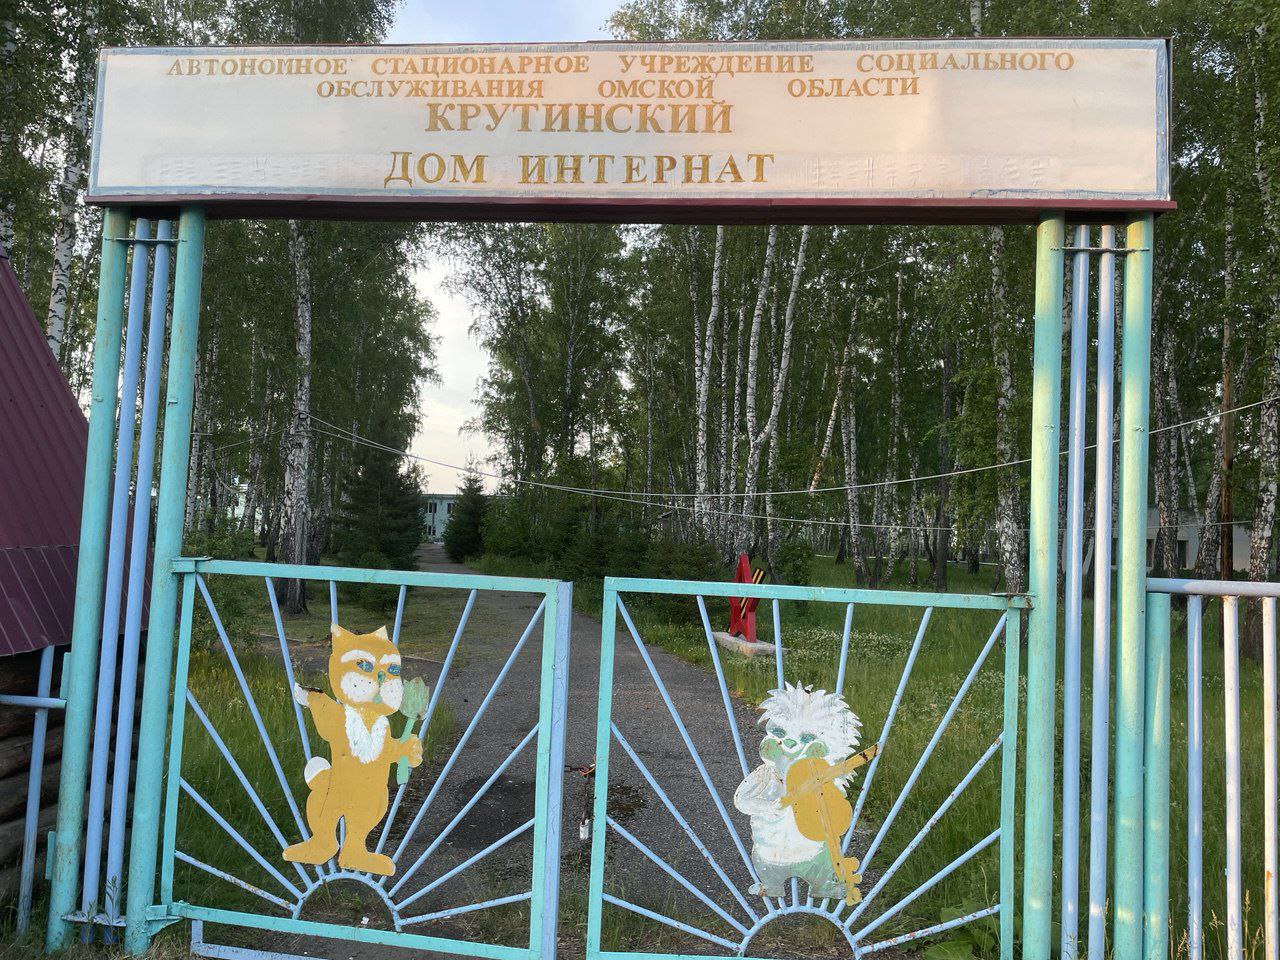 АВТОНОМНОЕ СТАЦИОНАРНОЕ УЧРЕЖДЕНИЕ СОЦИАЛЬНОГО
ОБСЛУЖИВАНИЯ ОМСКОЙ ОБЛАСТИ
КРУТИНСКИЙ
ДОМ ИНТЕРНАТ